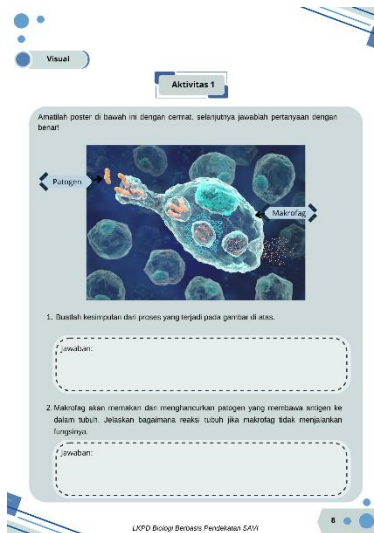 Visual
Aktivitas 1
Amatilah poster di bawah ini dengan cermat, selanjutnya jawablah pertanyaan dengan
benar!
Patogen
Makrofag
1. Buatlah kesimpulan dari proses yang terjadi pada gambar di atas.
jawaban:
2. Makrofag akan memakan dan menghancurkan patogen yang membawa antigen ke
dalam tubuh. Jelaskan bagaimana reaksi tubuh jika makrofag tidak menjalankan
fungsinya.
jawaban:
8
LKPD Biologi Berbasis Pendekatan SAVI